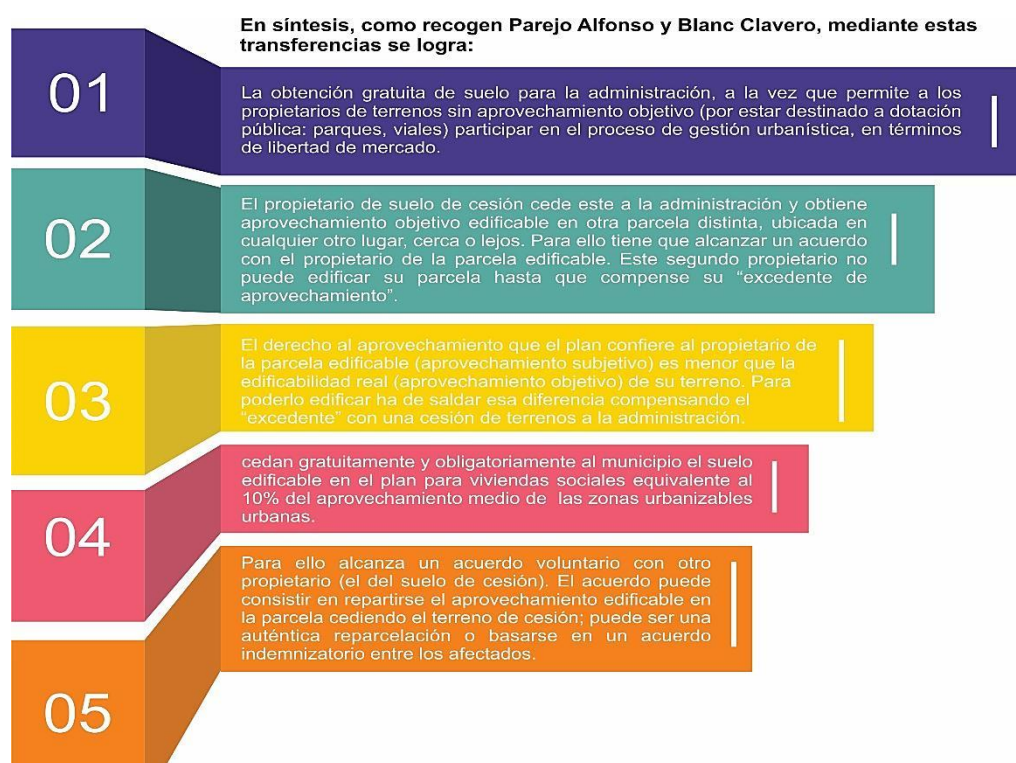 En síntesis, como recogen Parejo Alfonso y Blanc Clavero, mediante estas
transferencias se logra:
01
La obtención gratuita de suelo para la administración, a la vez que permite a los
propietarios de terrenos sin aprovechamiento objetivo (por estar destinado a dotación
pública: parques, viales) participar en el proceso de gestión urbanística, en términos
de libertad de mercado.
02
El propietario de suelo de cesión cede este a la administración y obtiene
aprovechamiento objetivo edificable en otra parcela distinta, ubicada en
cualquier otro lugar, cerca o lejos. Para ello tiene que alcanzar un acuerdo
con el propietario de la parcela edificable. Este segundo propietario no
puede edificar su parcela hasta que compense su “excedente de
aprovechamiento”.
03
El derecho al aprovechamiento que el plan confiere al propietario de
la parcela edificable (aprovechamiento subjetivo) es menor que la
edificabilidad real (aprovechamiento objetivo) de su terreno. Para
poderlo edificar ha de saldar esa diferencia compensando el
“excedente” con una cesión de terrenos a la administración.
04
cedan gratuitamente y obligatoriamente al municipio el suelo
edificable en el plan para viviendas sociales equivalente al
10% del aprovechamiento medio de las zonas urbanizables
urbanas.
05
Para ello alcanza un acuerdo voluntario con otro
propietario (el del suelo de cesión). El acuerdo puede
consistir en repartirse el aprovechamiento edificable en
la parcela cediendo el terreno de cesión; puede ser una
auténtica reparcelación o basarse en un acuerdo
indemnizatorio entre los afectados.